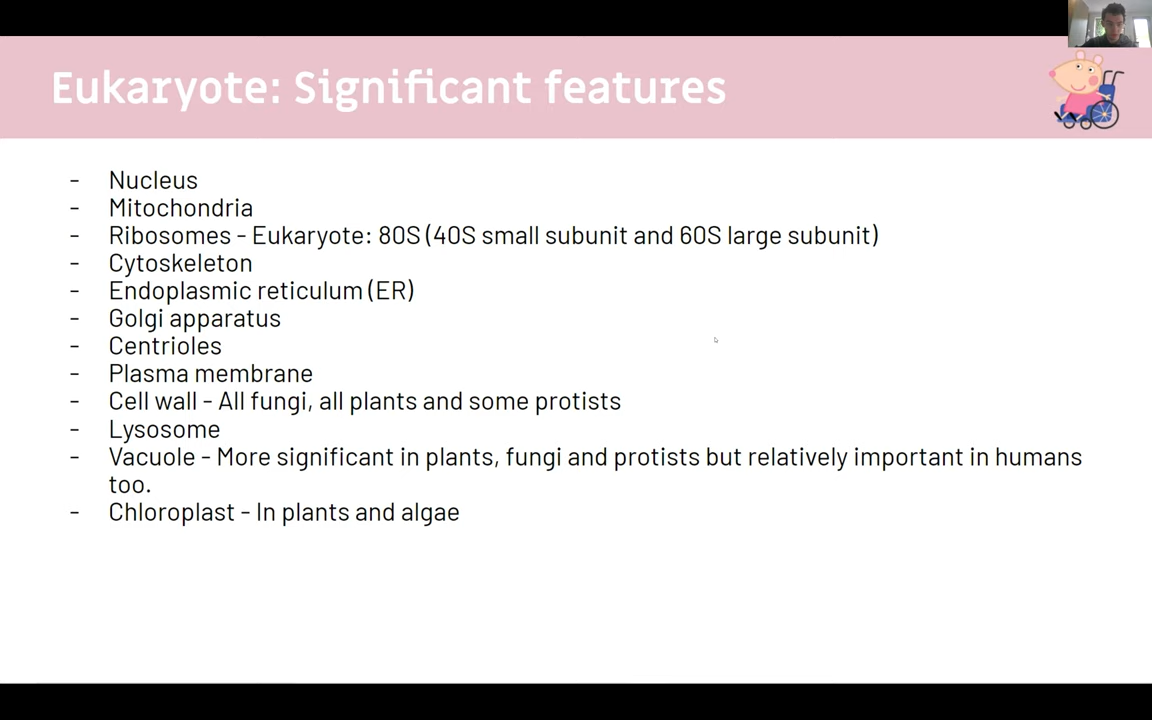 Eukaryote: Significant features
- Nucleus
- Mitochondria
- Ribosomes - Eukaryote: 80S (40S small subunit and 60S large subunit)
- Cytoskeleton
- Endoplasmic reticulum (ER)
- Golgi apparatus
- Centrioles
- Plasma membrane
- Cell wall - All fungi, all plants and some protists
- Lysosome
- Vacuole - More significant in plants, fungi and protists but relatively important in humans
too.
- Chloroplast - In plants and algae